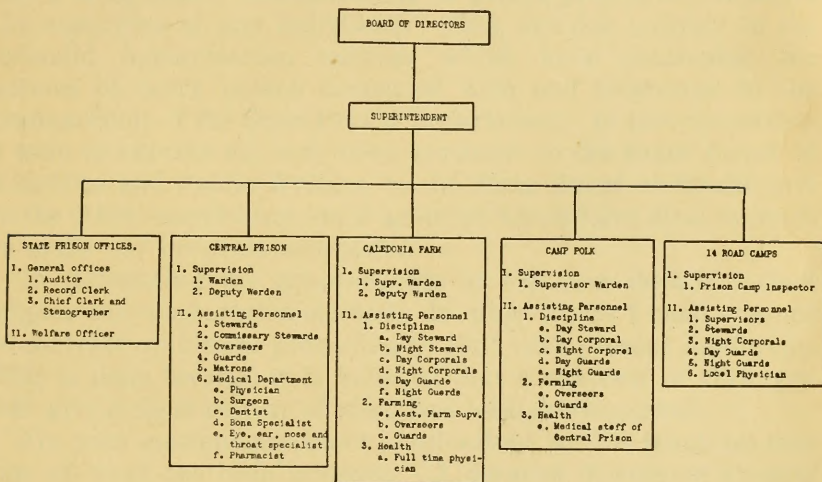 BOARD OF DIRECTORS
SUPERINTENDENT
STATE PRISON OFFICES.
I. General offices
1. Auditor
2. Record Clerk
3. Chief Clerk and
Stenographer
II. Welfare Officer
CENTRAL PRISON
I. Supervision
1. Warden
2. Deputy Werden
II. Assisting Personnel
1. Stewards
2. Commissary Stewards
3. Overseers
4. Guards
5. Matrons
6. Medical Department
e. Physician
b. Surgeon
c. Dentist
d. Bone Specialist
e. Eye, ear, nose and
throat specialist
f. Pharmacist
CALEDONIA FARM
I. Supervision
1. Supv. Warden
2. Deputy Warden
II. Assisting Personnel
1. Discipline
a. Day Steward
b. Night Steward
c. Day Corporals
d. Night Corporals
e. Day Guards
f. Night Guerds
2. Farming
e. Asst. Farm Supv.
b. Overseers
c. Guards
3. Health
a. Full time physi-
cian
CAMP POLK
I. Supervision
1. Supervisor Warden
II. Assisting Personnel
1. Discipline
e. Day Steward
b. Day Corporal
c. Night Corporel
d. Day Guards
a. Night Guards
2. Ferming
e. Overseers
b. Guards
3. Health
e. Medical steff of
Central Prison
14 ROAD CAMPS
I. Supervision
1. Prison Camp Inspector
II. Assisting Personnel
1. Supervisors
2. Stewards
3. Night Corporals
4. Day Guards
5. Night Guards
6. Locel Physician